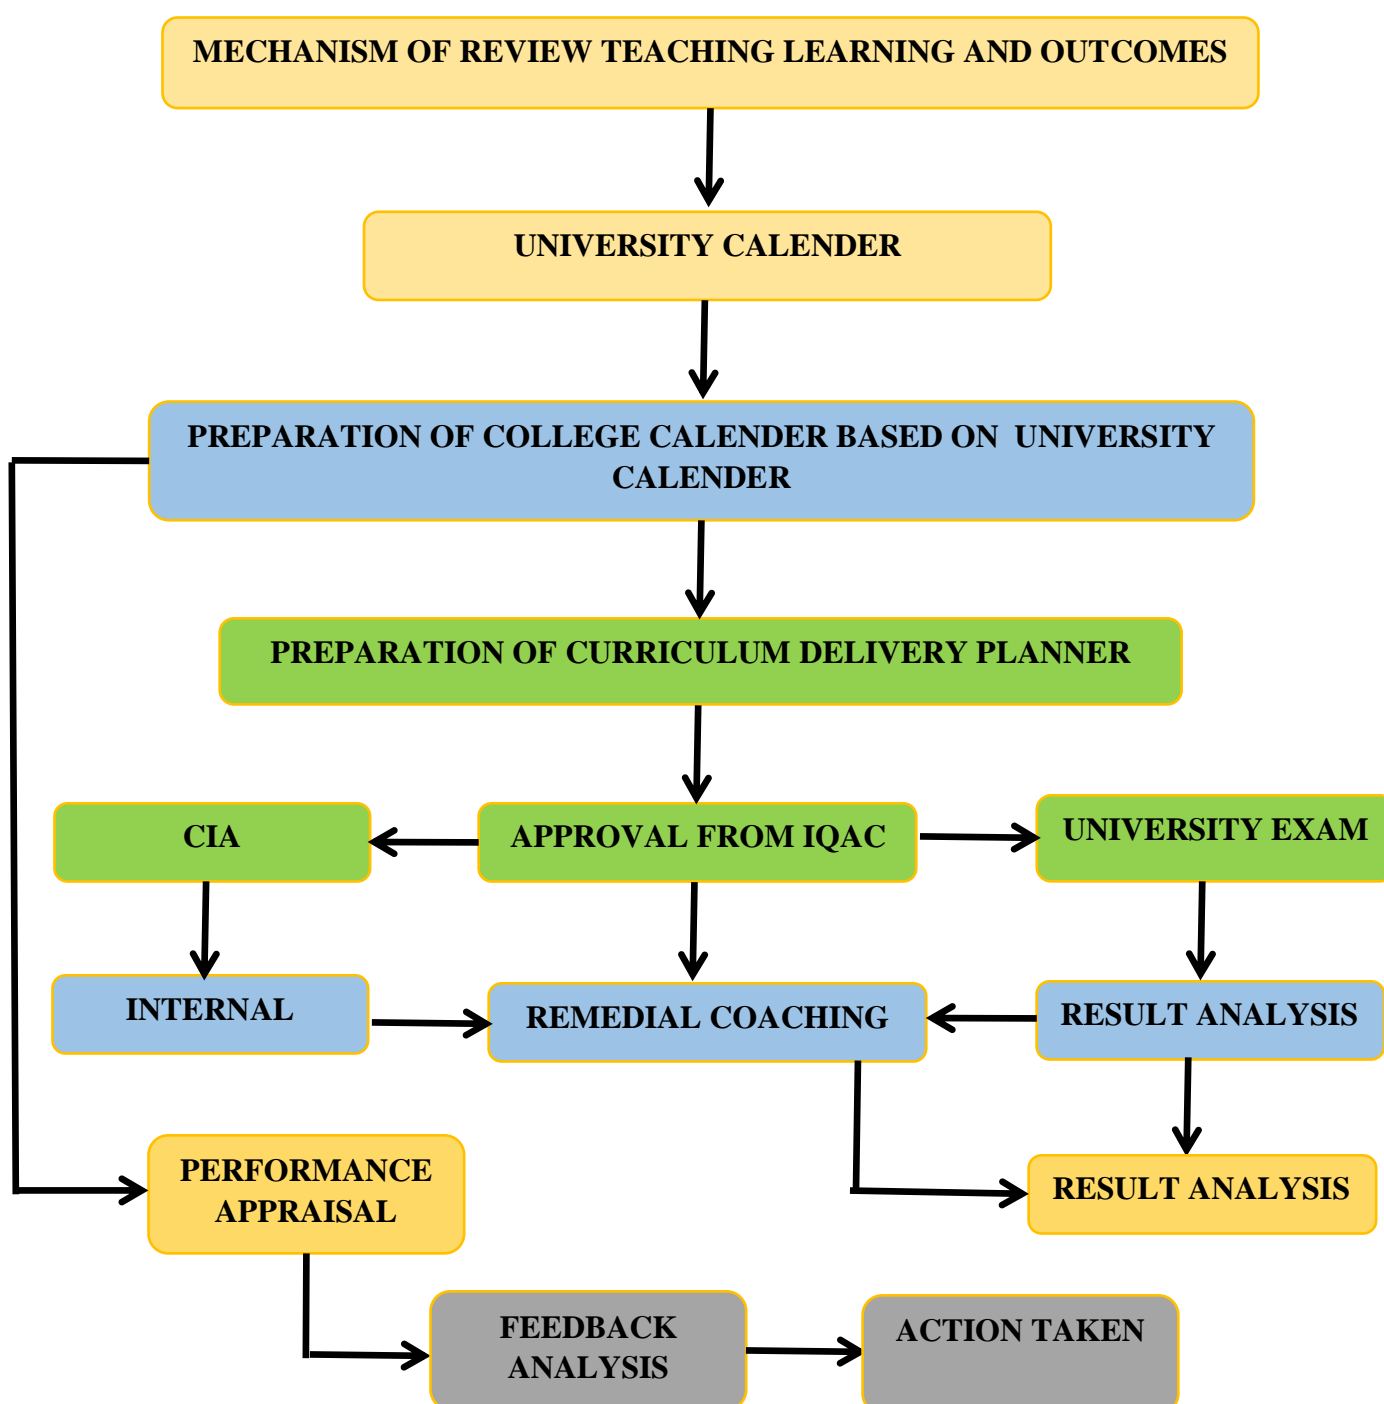 MECHANISM OF REVIEW TEACHING LEARNING AND OUTCOMES
UNIVERSITY CALENDER
PREPARATION OF COLLEGE CALENDER BASED ON UNIVERSITY
CALENDER
PREPARATION OF CURRICULUM DELIVERY PLANNER
CIA
APPROVAL FROM IQAC
UNIVERSITY EXAM
INTERNAL
REMEDIAL COACHING
RESULT ANALYSIS
PERFORMANCE
APPRAISAL
RESULT ANALYSIS
FEEDBACK
ANALYSIS
ACTION TAKEN